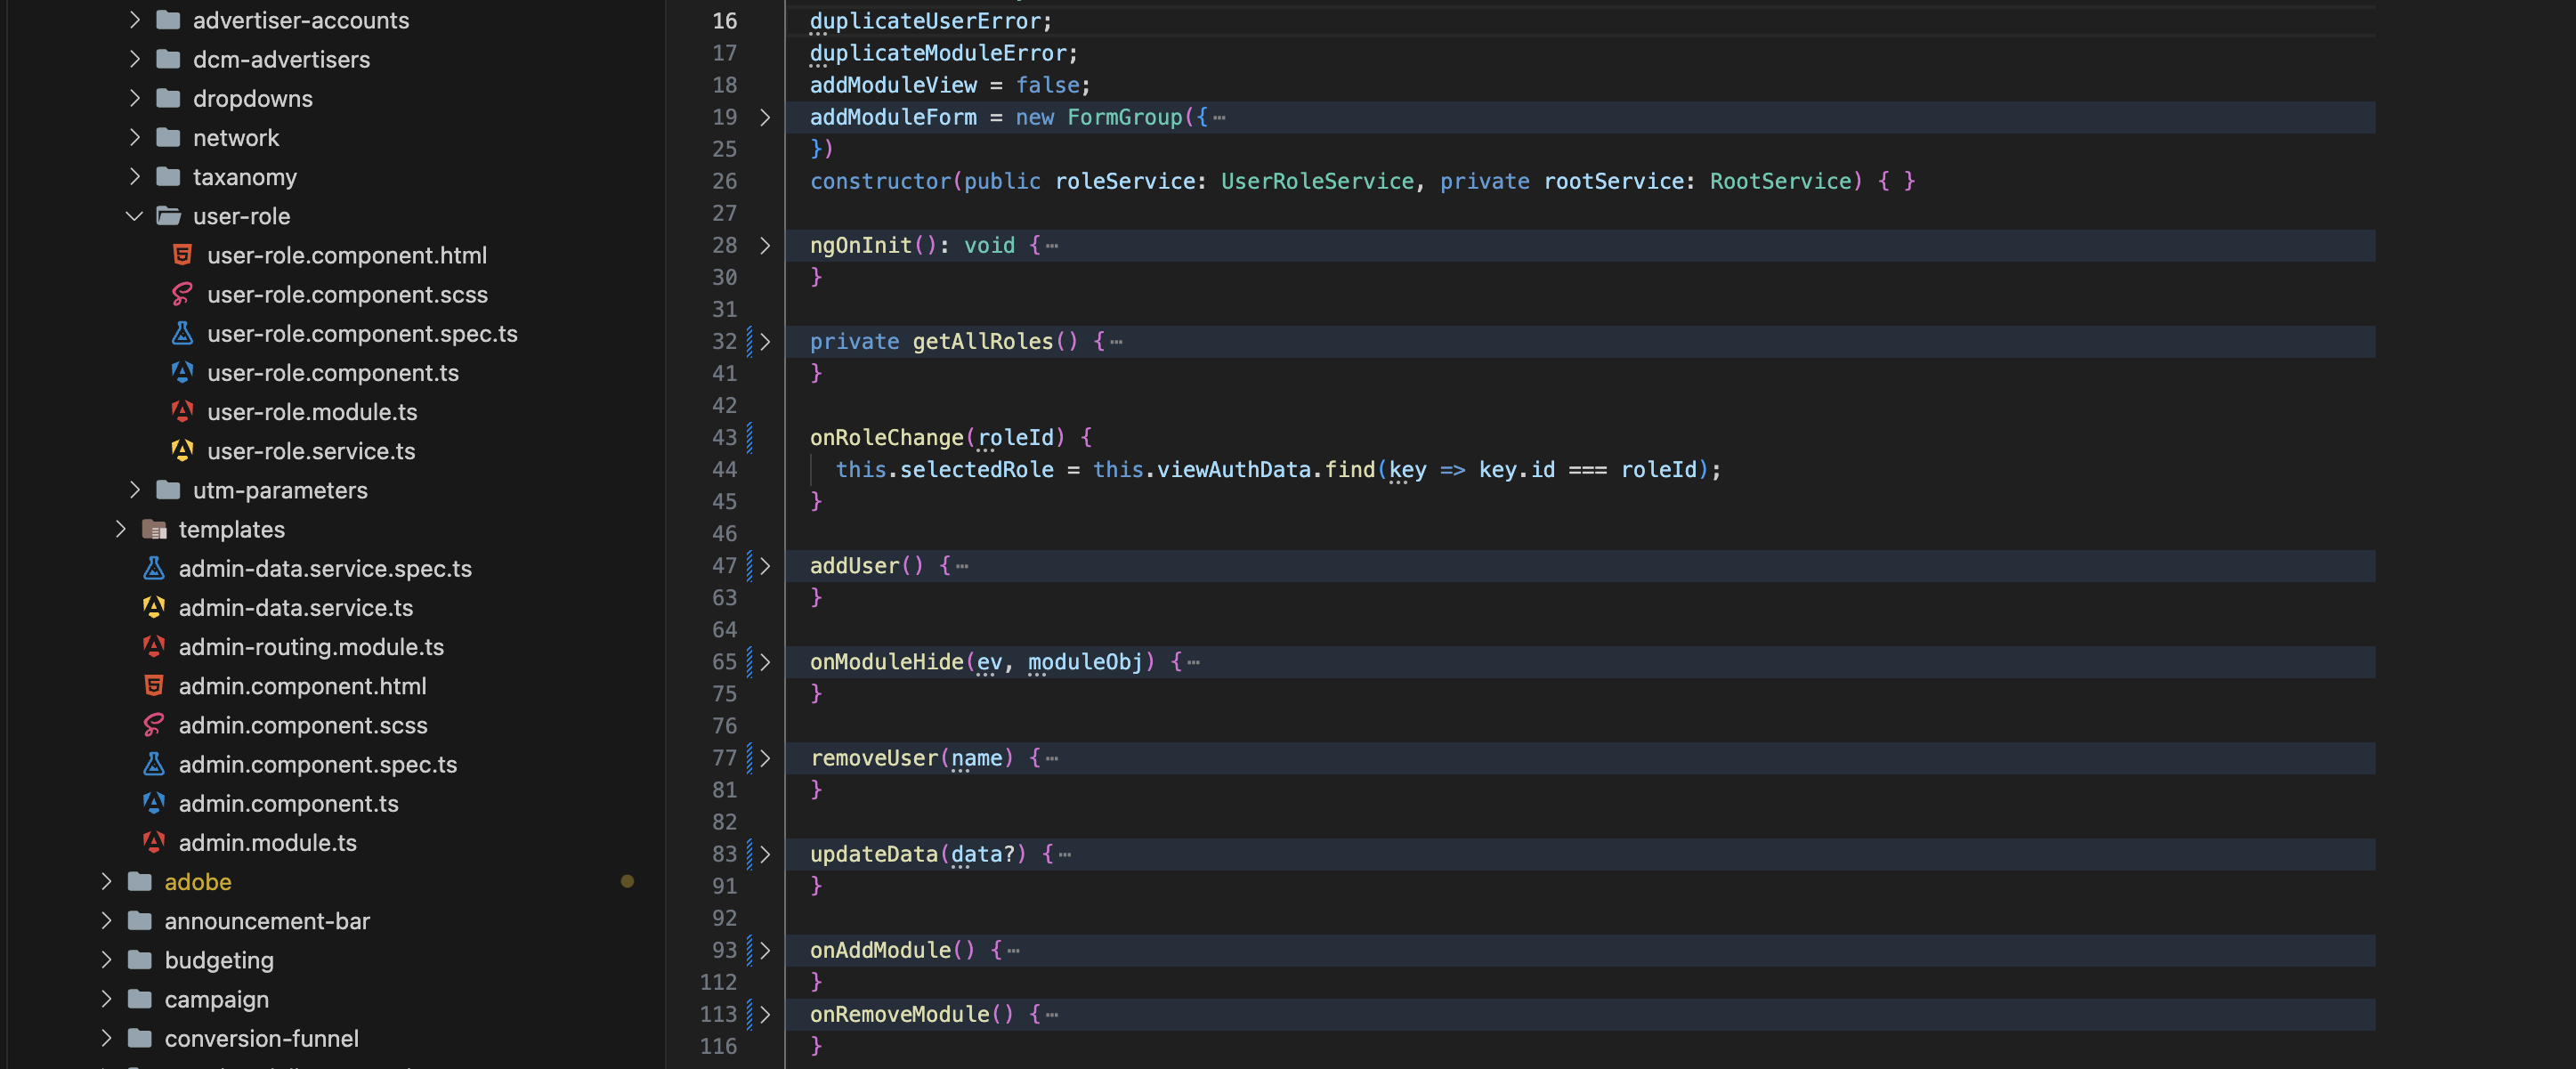 advertiser-accounts
dcm-advertisers
dropdowns
network
taxanomy
user-role
user-role.component.html
user-role.component.scss
user-role.component.spec.ts
user-role.component.ts
user-role.module.ts
user-role.service.ts
utm-parameters
templates
admin-data.service.spec.ts
admin-data.service.ts
admin-routing.module.ts
admin.component.html
admin.component.scss
admin.component.spec.ts
admin.component.ts
admin.module.ts
adobe
announcement-bar
budgeting
campaign
conversion-funnel
16 duplicateUserError;
17 duplicateModuleError;
18 addModuleView = false;
19 addModuleForm = new FormGroup({ ⋯
25 })
26 constructor(public roleService: UserRoleService, private rootService: RootService) { }
27
28 ngOnInit(): void { ⋯
30 }
31
32 private getAllRoles() { ⋯
41 }
42
43 onRoleChange(roleId) {
44 this.selectedRole = this.viewAuthData.find(key => key.id === roleId);
45 }
46
47 addUser() { ⋯
63 }
64
65 onModuleHide(ev, moduleObj) { ⋯
75 }
76
77 removeUser(name) { ⋯
81 }
82
83 updateData(data?) { ⋯
91 }
92
93 onAddModule() { ⋯
112 }
113 onRemoveModule() { ⋯
116 }